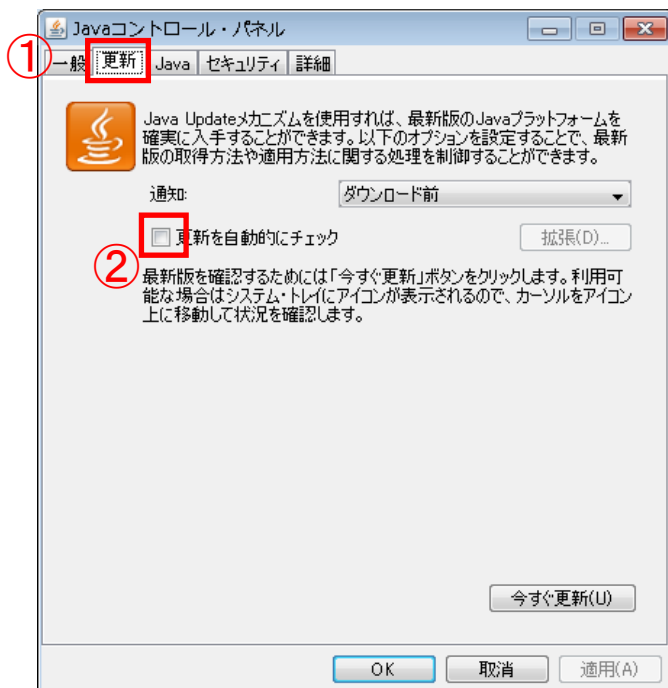 Javaコントロール・パネル
① 一般 更新 Java セキュリティ 詳細
Java Updateメカニズムを使用すれば、最新版のJavaプラットフォームを
確実に入手することができます。以下のオプションを設定することで、最新
版の取得方法や適用方法に関する処理を制御することができます。
通知: ダウンロード前
更新を自動的にチェック 拡張(D)...
②
最新版を確認するためには「今すぐ更新」ボタンをクリックします。利用可
能な場合はシステム・トレイにアイコンが表示されるので、カーソルをアイコン
上に移動して状況を確認します。
今すぐ更新(U)
OK 取消 適用(A)